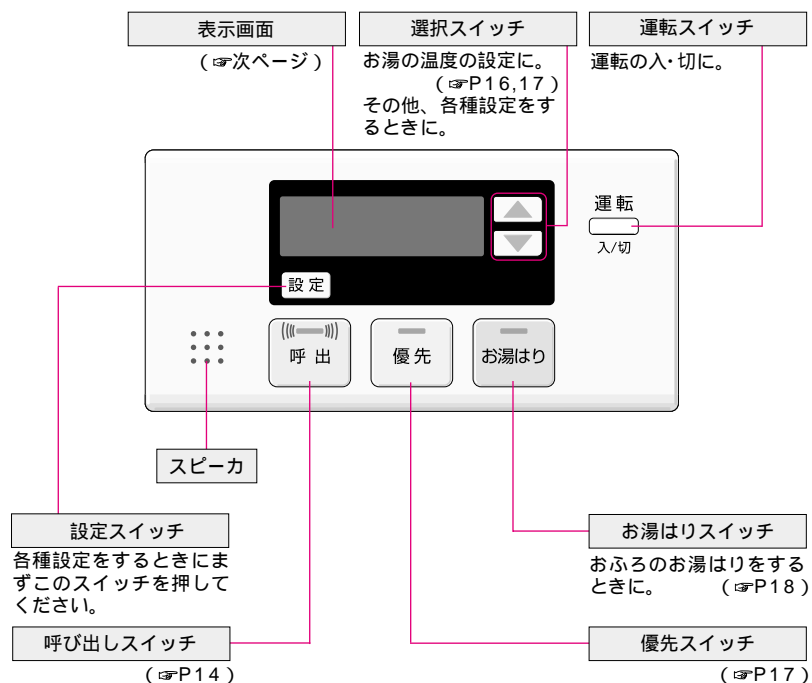 表示画面
(☞次ページ)
選択スイッチ
お湯の温度の設定に。
(☞P16,17)
その他、各種設定をす
るときに。
運転スイッチ
運転の入・切に。
運転
入/切
設定
呼出
優先
お湯はり
スピーカ
設定スイッチ
各種設定をするときにま
ずこのスイッチを押して
ください。
お湯はりスイッチ
おふろのお湯はりをする
ときに。 (☞P18)
呼び出しスイッチ
(☞P14)
優先スイッチ
(☞P17)